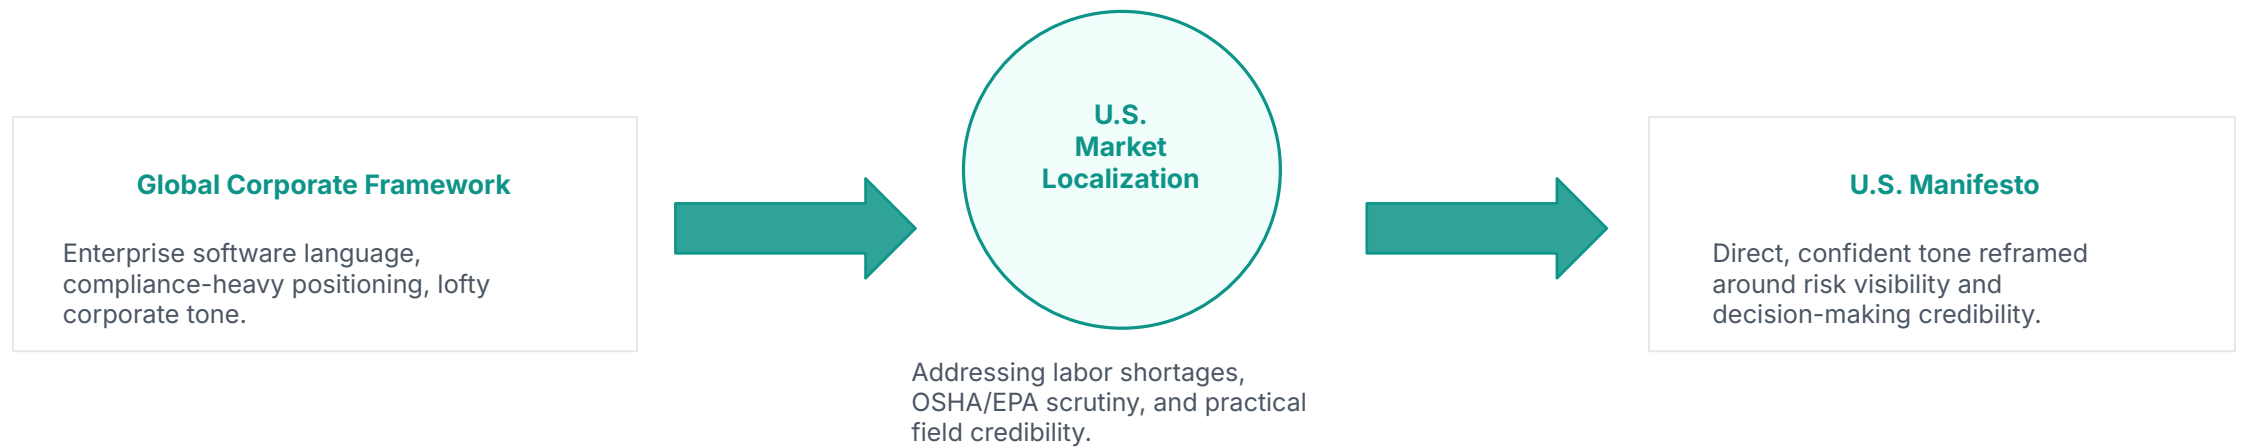 Global Corporate Framework
Enterprise software language,
compliance-heavy positioning, lofty
corporate tone.
U.S.
Market
Localization
Addressing labor shortages,
OSHA/EPA scrutiny, and practical
field credibility.
U.S. Manifesto
Direct, confident tone reframed
around risk visibility and
decision-making credibility.